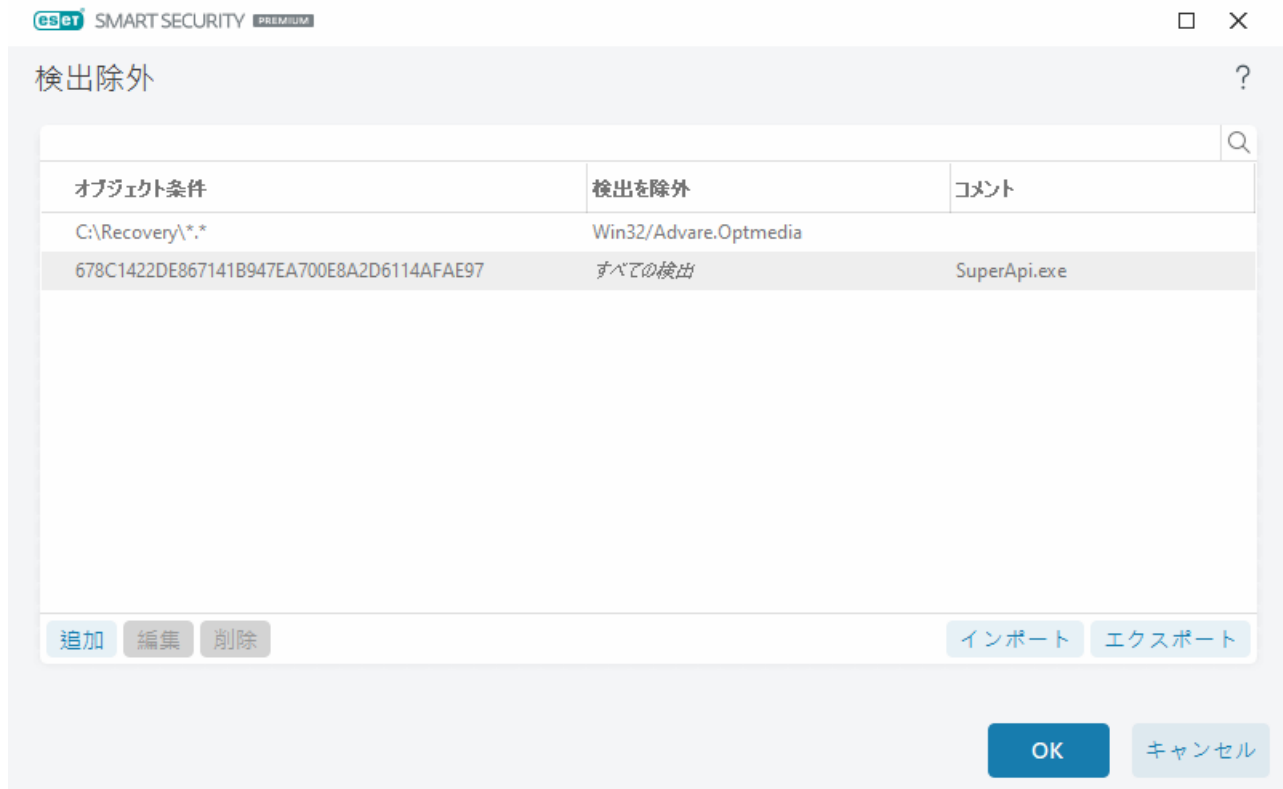 eset SMART SECURITY PREMIUM
検出除外
?
オブジェクト条件 検出を除外 コメント
C:\Recovery\*.* Win32/Advare.Optmedia
678C1422DE867141B947EA700E8A2D6114AFAE97 すべての検出 SuperApi.exe
追加 編集 削除 インポート エクスポート
OK キャンセル